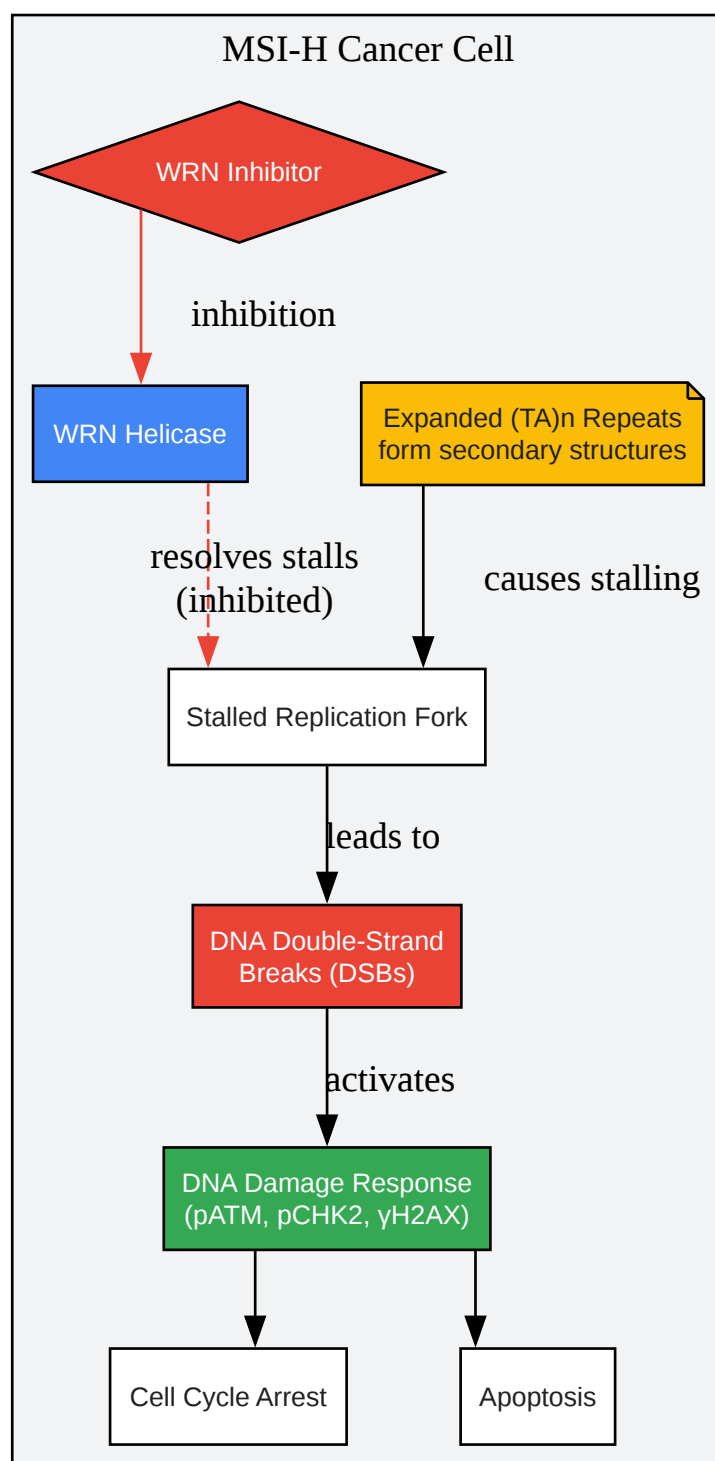 MSI-H Cancer Cell
WRN Inhibitor
inhibition
WRN Helicase
Expanded (TA)n Repeats
form secondary structures
resolves stalls
(inhibited)
causes stalling
Stalled Replication Fork
leads to
DNA Double-Strand
Breaks (DSBs)
activates
DNA Damage Response
(pATM, pCHK2, γH2AX)
Cell Cycle Arrest
Apoptosis